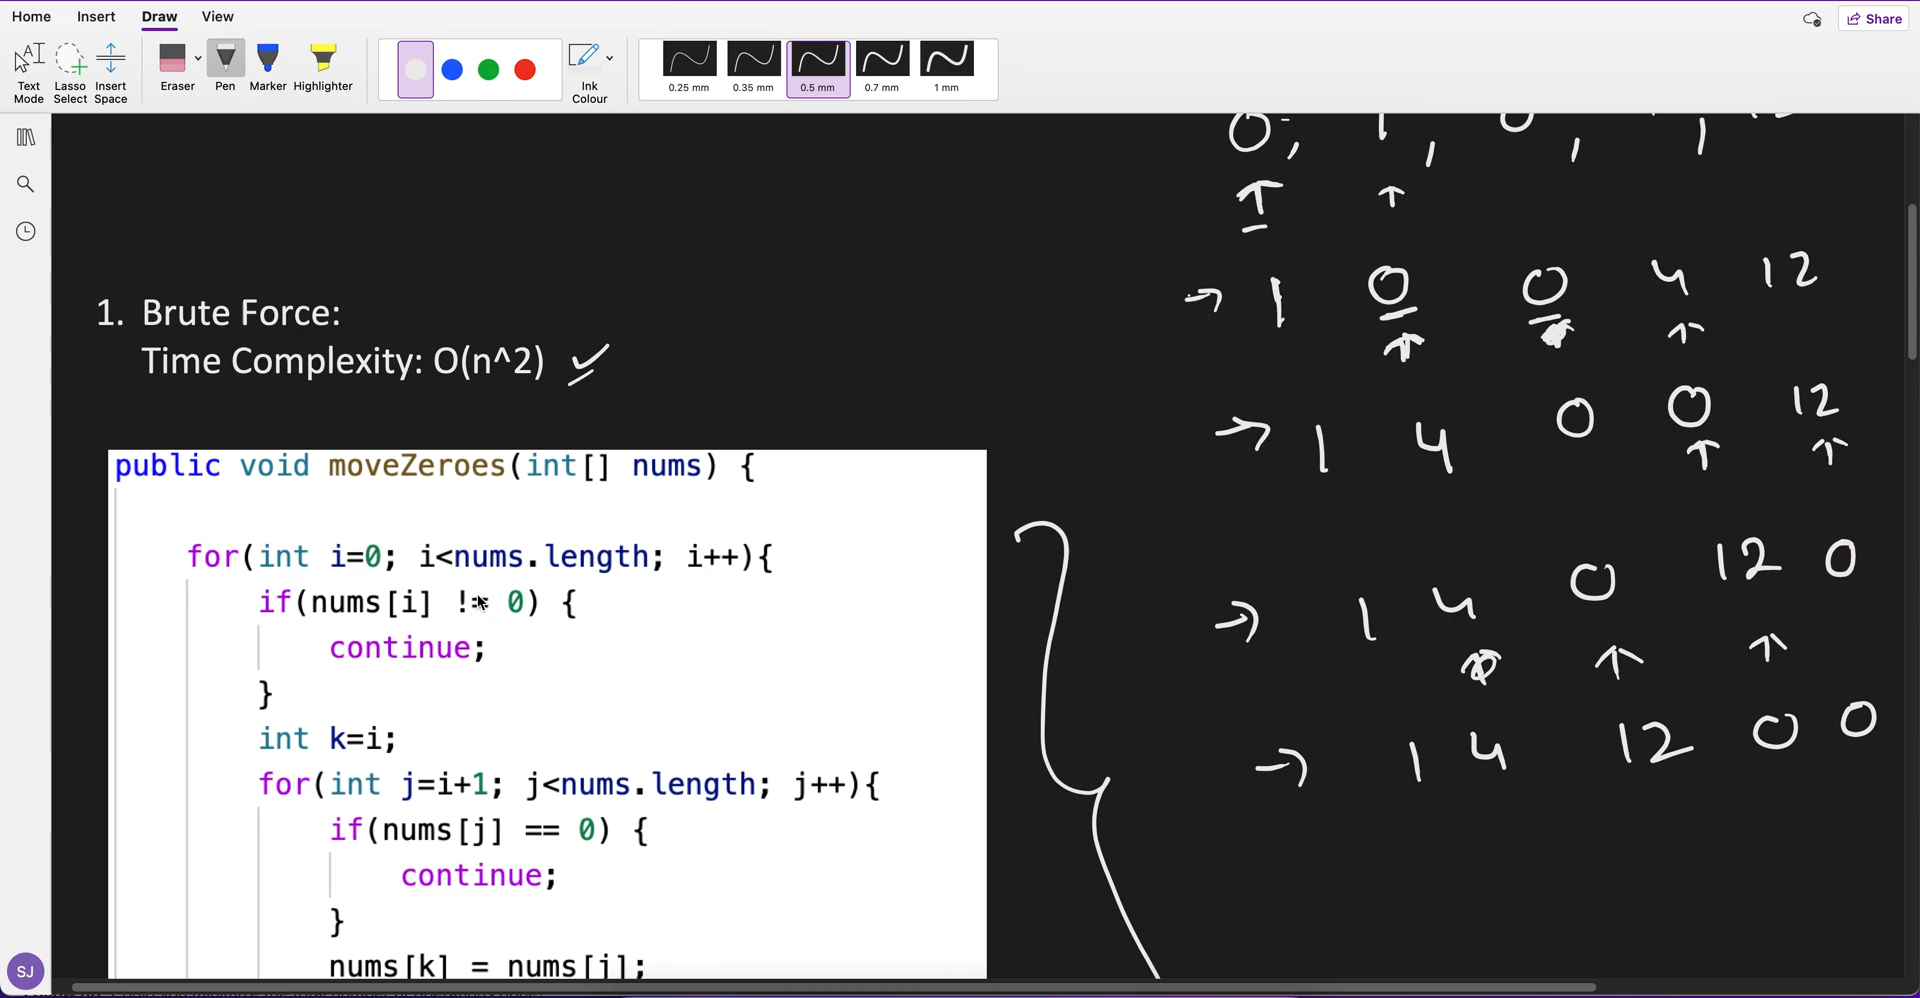 Home Insert Draw View
Share
Text Mode
Lasso Select
Insert Space
Eraser
Pen
Marker
Highlighter
Ink Colour
0.25 mm
0.35 mm
0.5 mm
0.7 mm
1 mm
0, 1, 0, , 12
→ 1 0 0 4 12
→ 1 4 0 0 12
→ 1 4 0 12 0
→ 1 4 12 0 0
1. Brute Force:
Time Complexity: O(n^2) ✓
public void moveZeroes(int[] nums) {
for(int i=0; i<nums.length; i++){
if(nums[i] != 0) {
continue;
}
int k=i;
for(int j=i+1; j<nums.length; j++){
if(nums[j] == 0) {
continue;
}
nums[k] = nums[j];
SJ